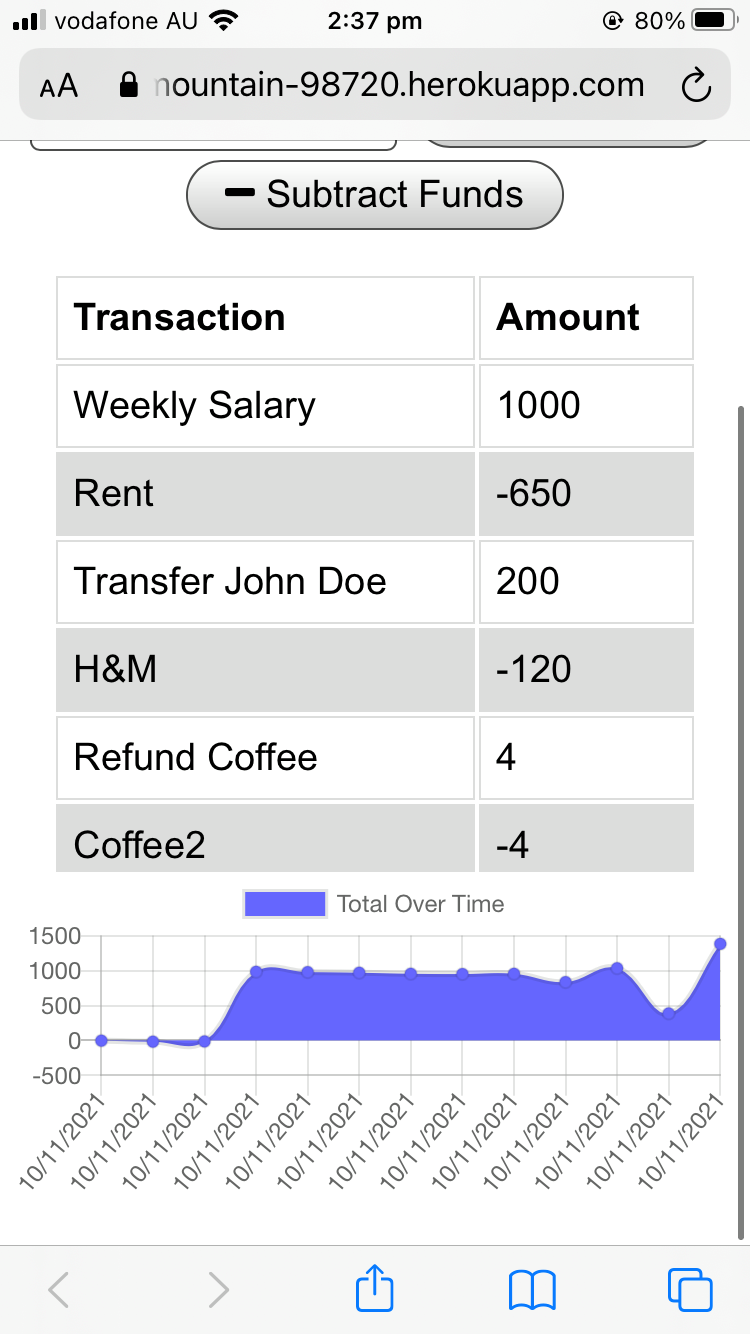 vodafone AU 2:37 pm 80%
AA nountain-98720.herokuapp.com
Subtract Funds
Transaction Amount
Weekly Salary 1000
Rent -650
Transfer John Doe 200
H&M -120
Refund Coffee 4
Coffee2 -4
Total Over Time
1500
1000
500
0
-500
10/11/2021 10/11/2021 10/11/2021 10/11/2021 10/11/2021 10/11/2021 10/11/2021 10/11/2021 10/11/2021 10/11/2021 10/11/2021 10/11/2021 10/11/2021